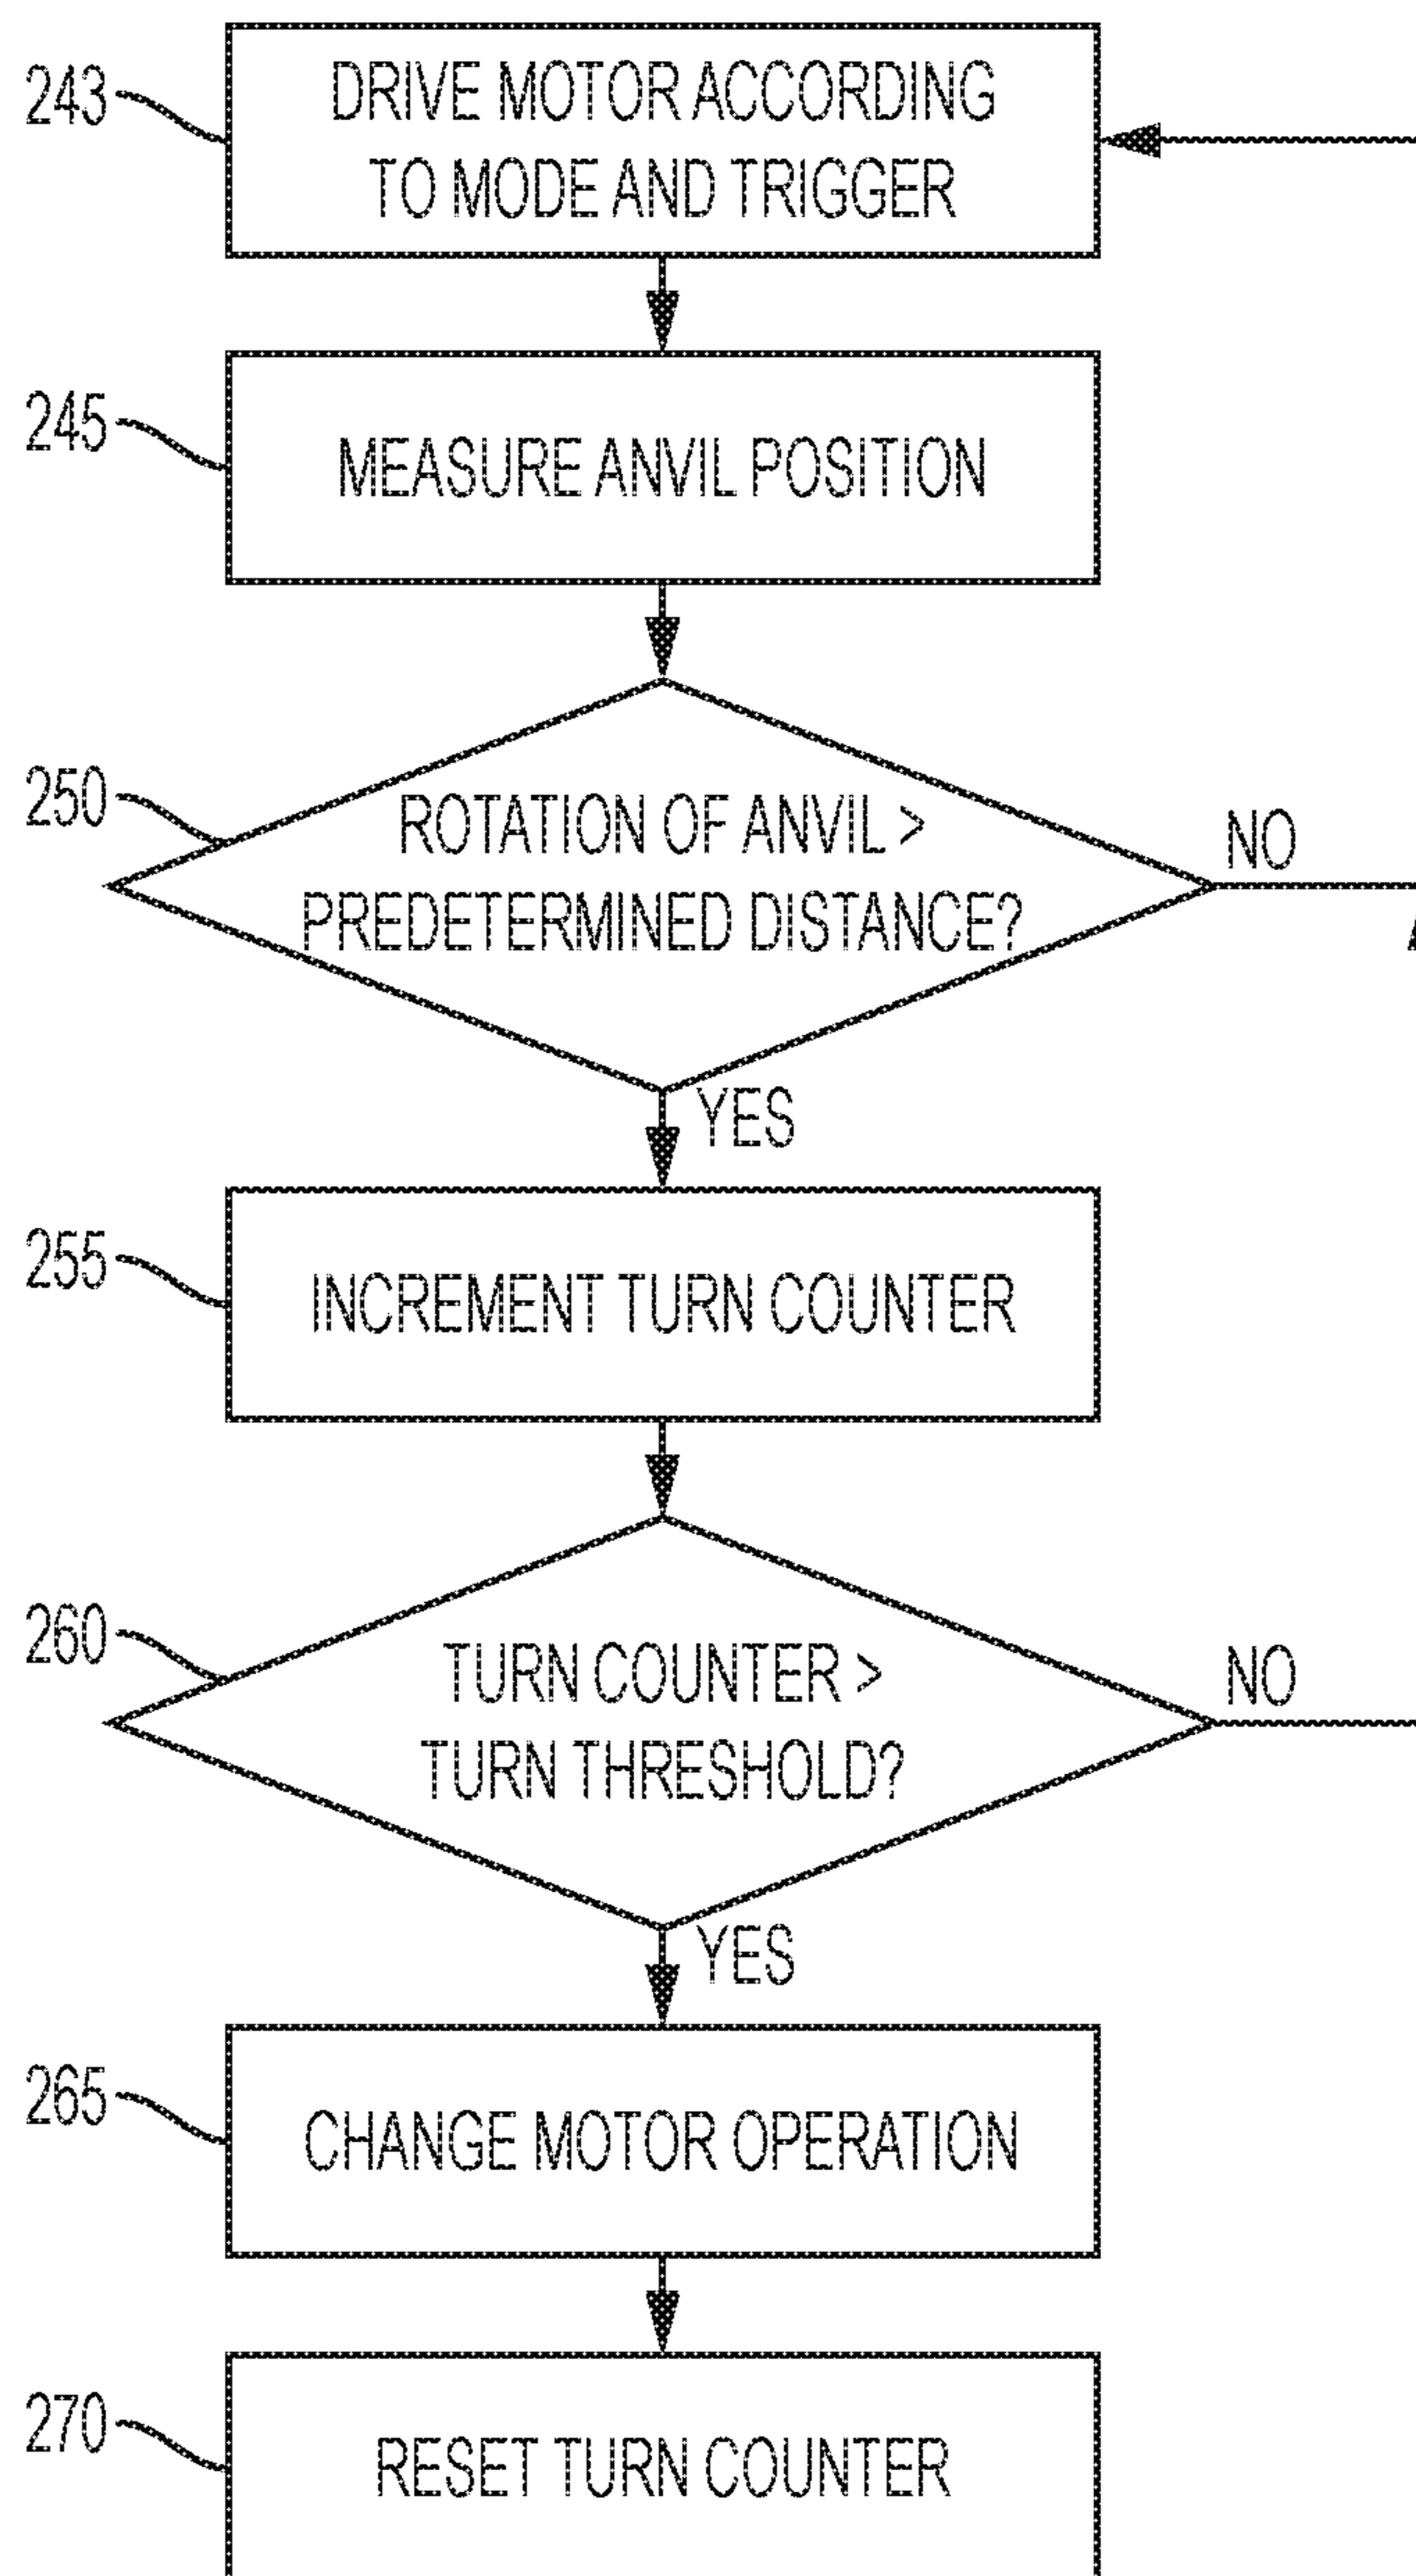 243
DRIVE MOTOR ACCORDING
TO MODE AND TRIGGER
245
MEASURE ANVIL POSITION
250
ROTATION OF ANVIL >
PREDETERMINED DISTANCE?
NO
YES
255
INCREMENT TURN COUNTER
260
TURN COUNTER >
TURN THRESHOLD?
NO
YES
265
CHANGE MOTOR OPERATION
270
RESET TURN COUNTER